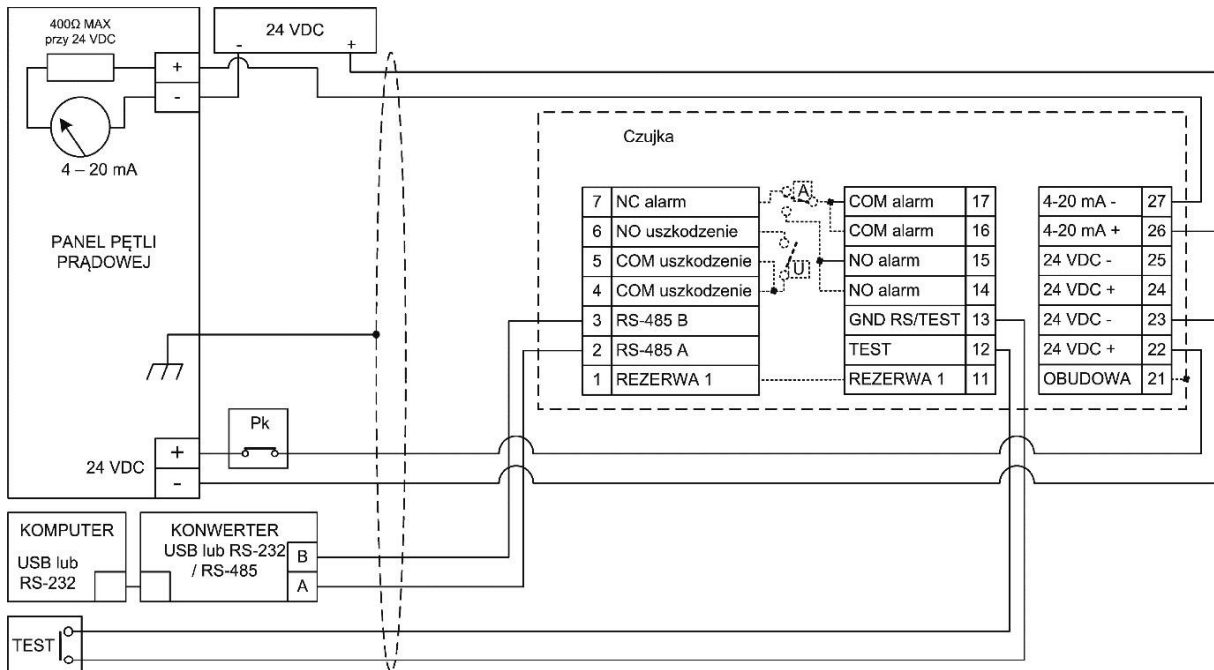 400Ω MAX
przy 24 VDC
+
-
4 – 20 mA
PANEL PĘTLI
PRĄDOWEJ
24 VDC
+
-
24 VDC
-
+
Pk
Czujka
7 NC alarm
6 NO uszkodzenie
5 COM uszkodzenie
4 COM uszkodzenie
3 RS-485 B
2 RS-485 A
1 REZERWA 1
A
U
COM alarm 17
COM alarm 16
NO alarm 15
NO alarm 14
GND RS/TEST 13
TEST 12
REZERWA 1 11
4-20 mA - 27
4-20 mA + 26
24 VDC - 25
24 VDC + 24
24 VDC - 23
24 VDC + 22
OBUDOWA 21
KOMPUTER
USB lub
RS-232
KONWERTER
USB lub RS-232
/ RS-485
B
A
TEST